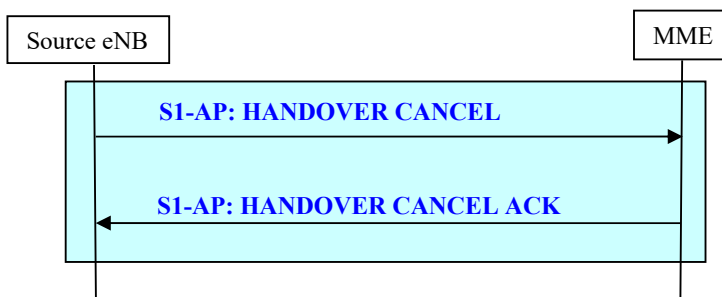 Source eNB
MME
S1-AP: HANDOVER CANCEL
S1-AP: HANDOVER CANCEL ACK